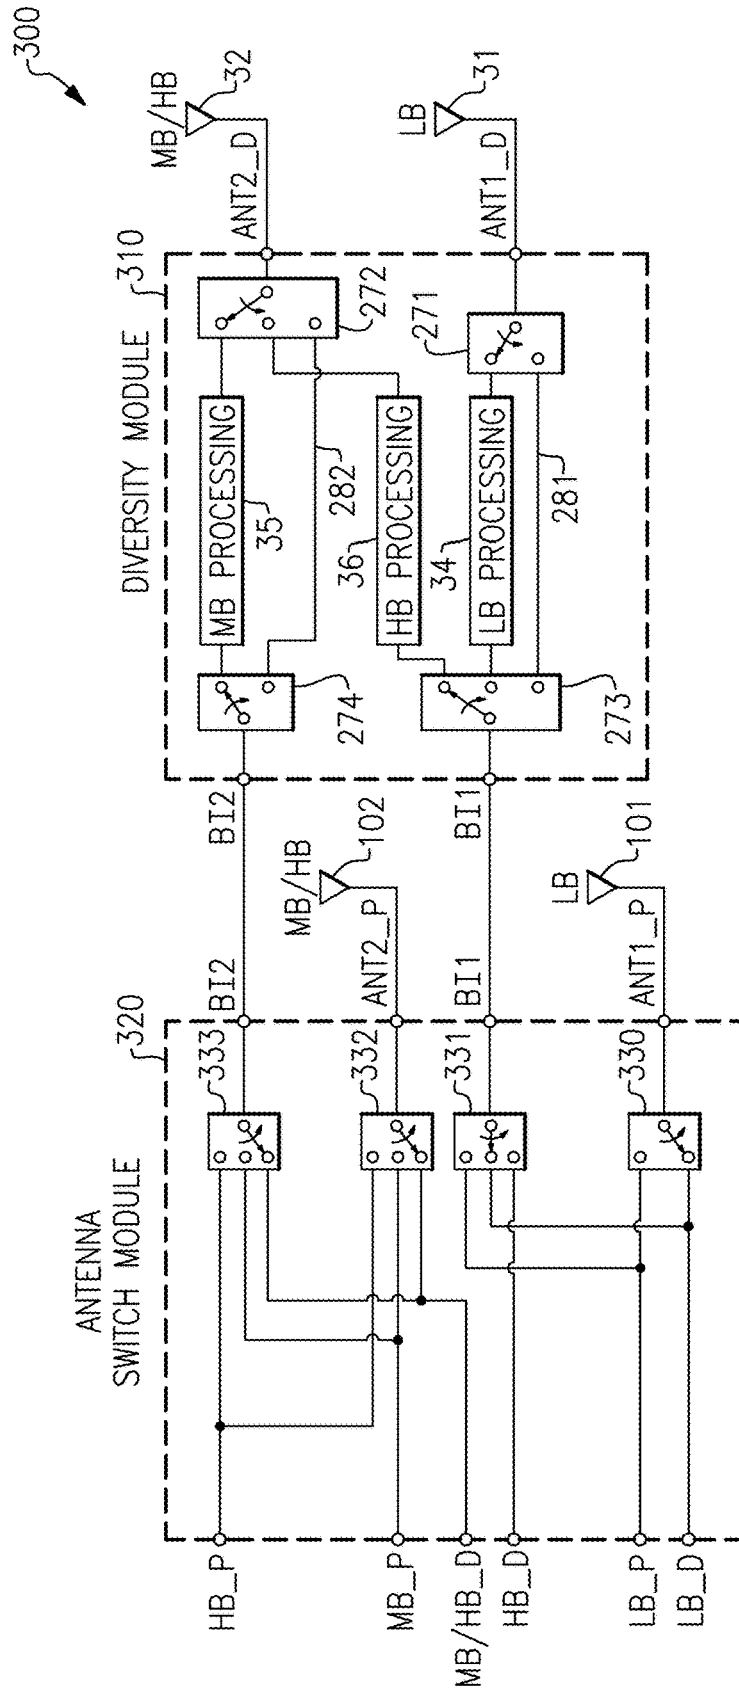 300
MB/HB
32
ANT2_D
LB
31
ANT1_D
310
DIVERSITY MODULE
272
271
MB PROCESSING
35
282
HB PROCESSING
36
LB PROCESSING
34
281
274
273
BI2
BI1
MB/HB
102
ANT2_P
LB
101
ANT1_P
BI2
BI1
320
ANTENNA
SWITCH MODULE
333
332
331
330
HB_P
MB_P
MB/HB_D
HB_D
LB_P
LB_D